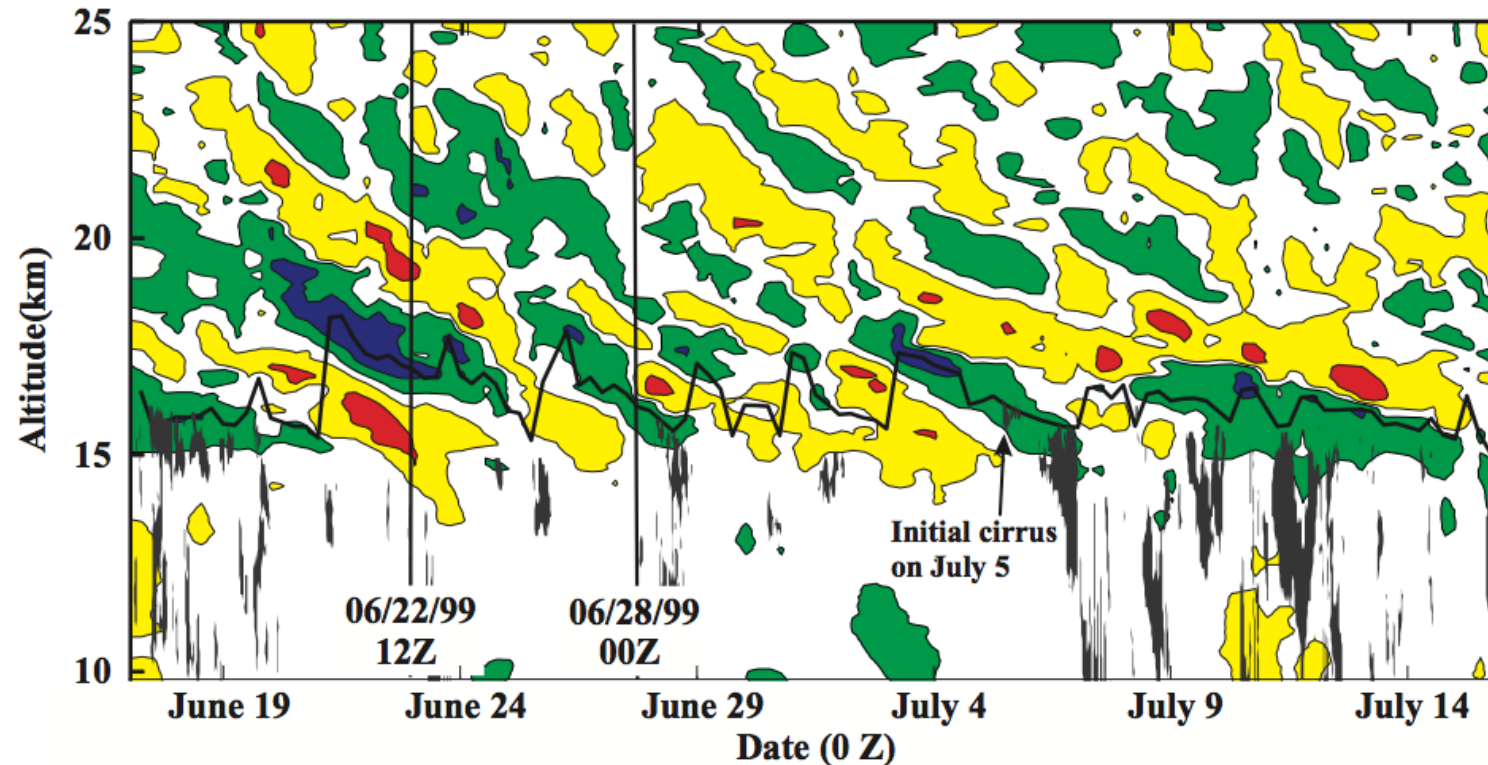 25
20
15
10
Altitude(km)
Initial cirrus
on July 5
06/22/99
12Z
06/28/99
00Z
June 19
June 24
June 29
July 4
July 9
July 14
Date (0 Z)